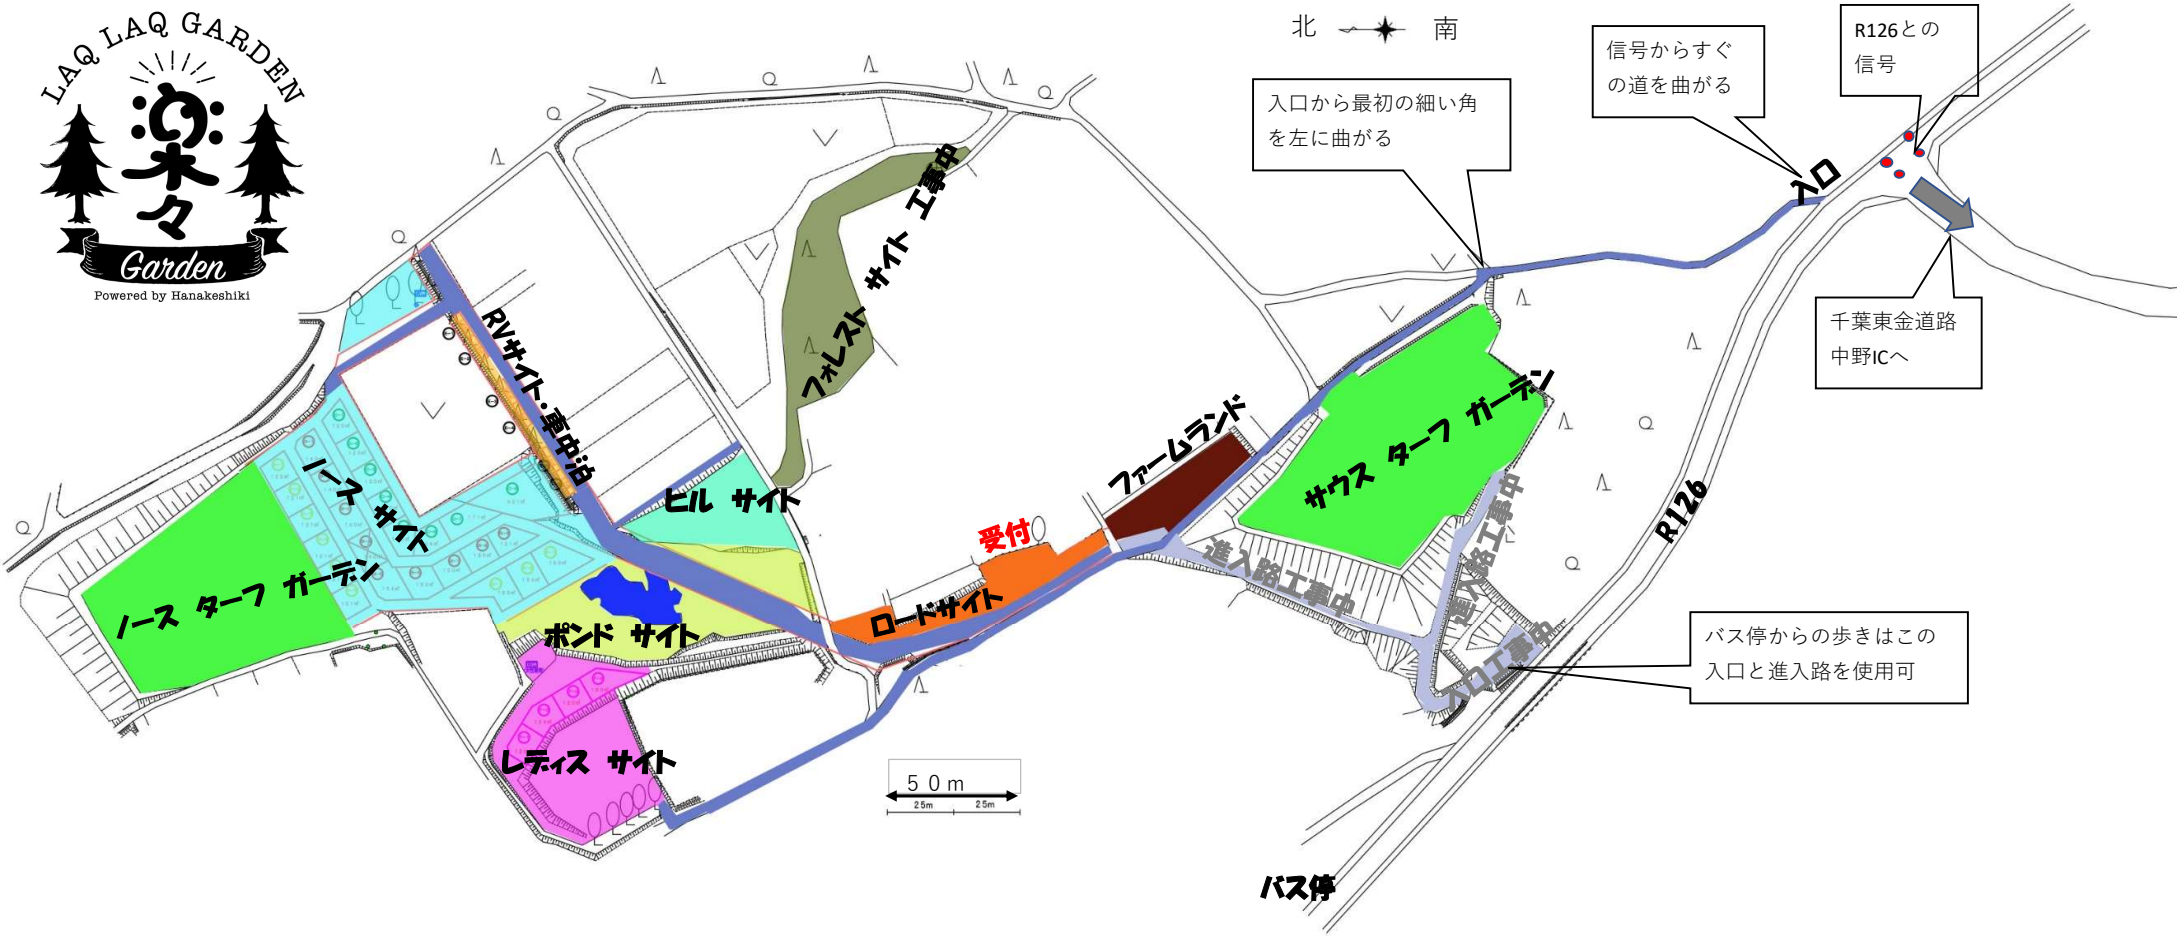 LAQ LAQ GARDEN
楽々
Garden
Powered by Hanakeshiki
北 南
入口から最初の細い角
を左に曲がる
信号からすぐ
の道を曲がる
R126との
信号
入口
千葉東金道路
中野ICへ
フォレスト サイト 工事中
RVサイト・車中泊
ノース サイト
ノース ターフ ガーデン
ヒル サイト
ポンド サイト
レディス サイト
受付
ロードサイト
ファームランド
サウス ターフ ガーデン
進入路工事中
進入路工事中
入口工事中
R126
バス停からの歩きはこの
入口と進入路を使用可
バス停
50m
25m 25m